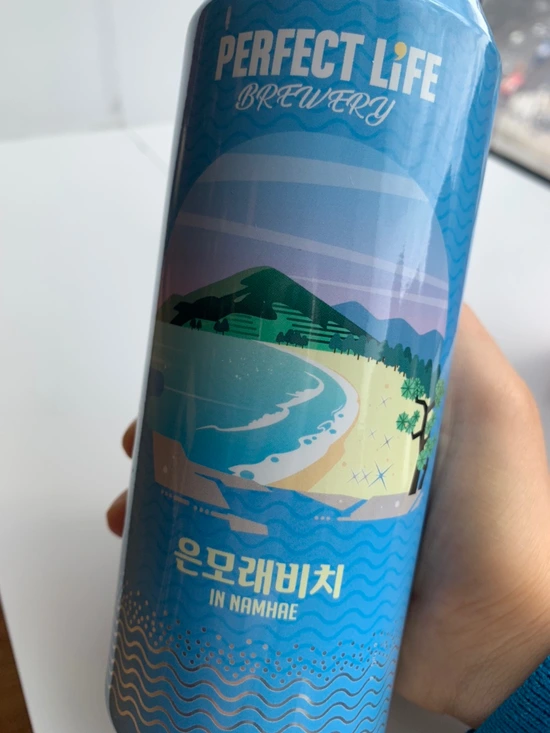 PERFECT LiFE
BREWERY
은모래비치
IN NAMHAE